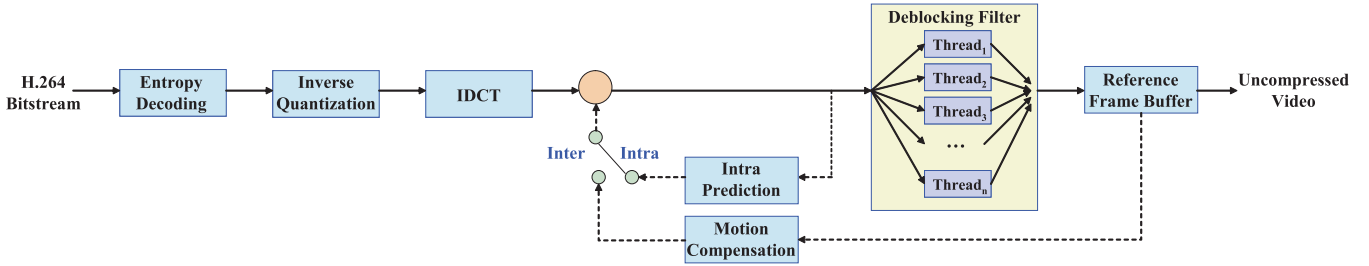 H.264
Bitstream
Entropy
Decoding
Inverse
Quantization
IDCT
Inter
Intra
Intra
Prediction
Motion
Compensation
Deblocking Filter
Thread1
Thread2
Thread3
...
Threadn
Reference
Frame Buffer
Uncompressed
Video